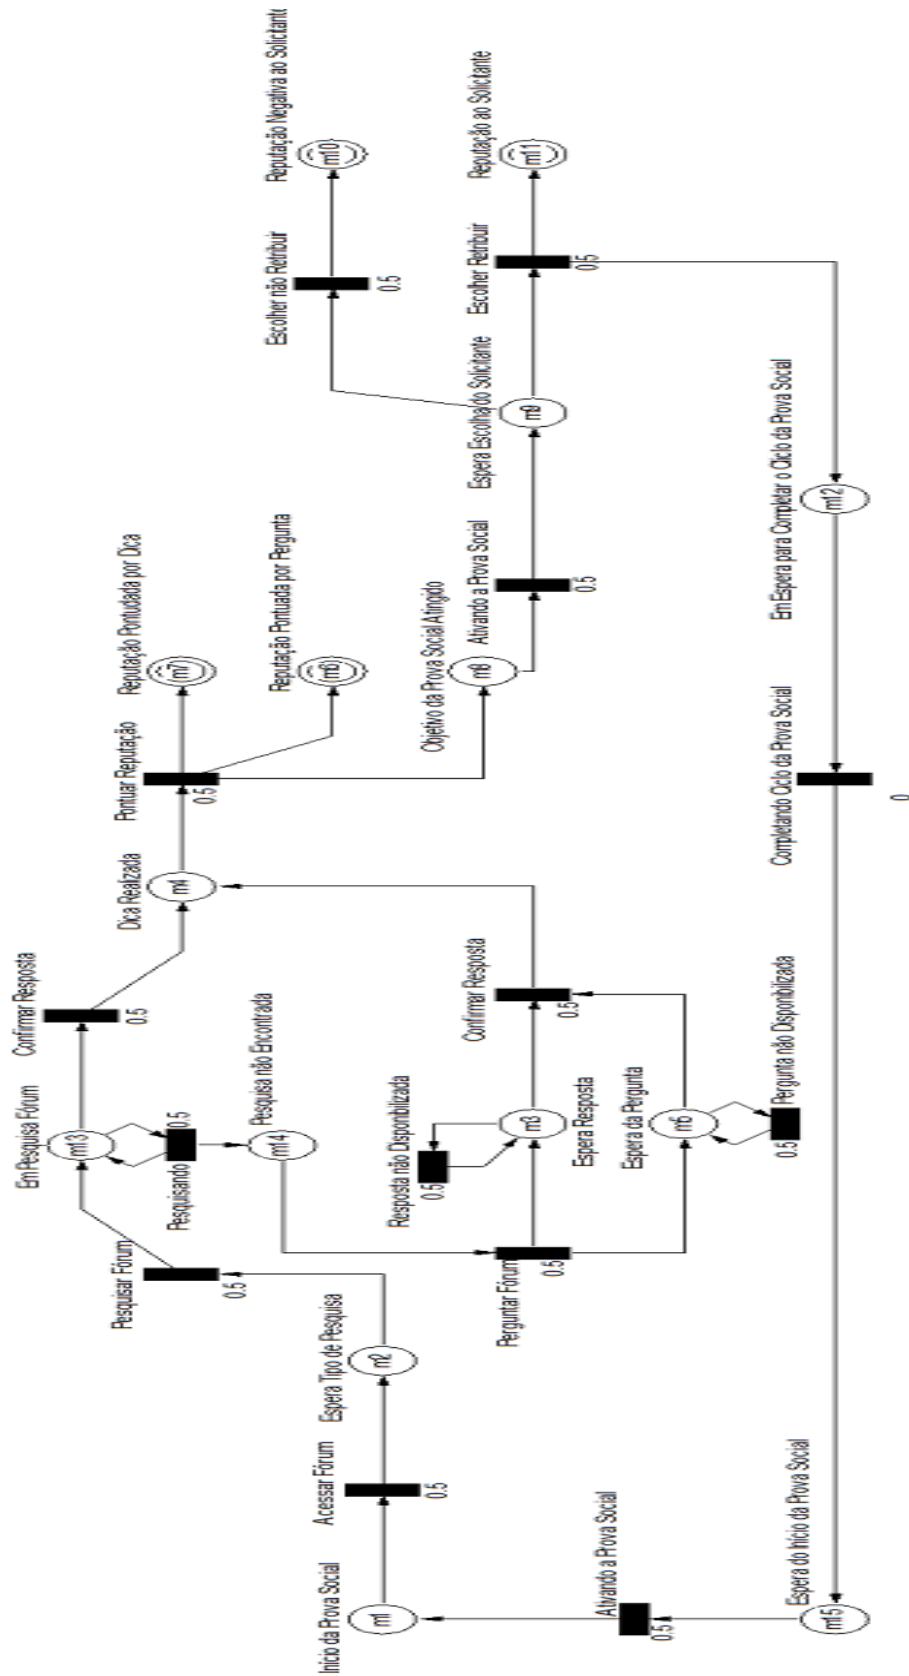 Em Pesquisa Fórum
Confirmar Resposta
m13
0.5
Pesquisar Fórum
Pesquisando
0.5
Dica Realizada
Pontuar Reputação
Reputação Pontudada por Dica
m4
m7
0.5
0.5
Pesquisa não Encontrada
m14
Escolher não Retribuir
Reputação Negativa ao Solicitante
Reputação Pontuada por Pergunta
m6
m10
0.5
Início da Prova Social
Acessar Fórum
Espera Tipo de Pesquisa
m1
m2
0.5
Resposta não Disponibilizada
0.5
Objetivo da Prova Social Atingido
Ativando a Prova Social
Espera Escolha do Solicitante
Escolher Retribuir
Reputação ao Solicitante
m8
Perguntar Fórum
Confirmar Resposta
m3
m9
m11
0.5
0.5
0.5
0.5
Espera Resposta
Ativando a Prova Social
Espera da Pergunta
0.5
m5
Pergunta não Disponibilizada
0.5
Espera do Início da Prova Social
Completando Ciclo da Prova Social
Em Espera para Completar o Ciclo da Prova Social
m15
m12
0